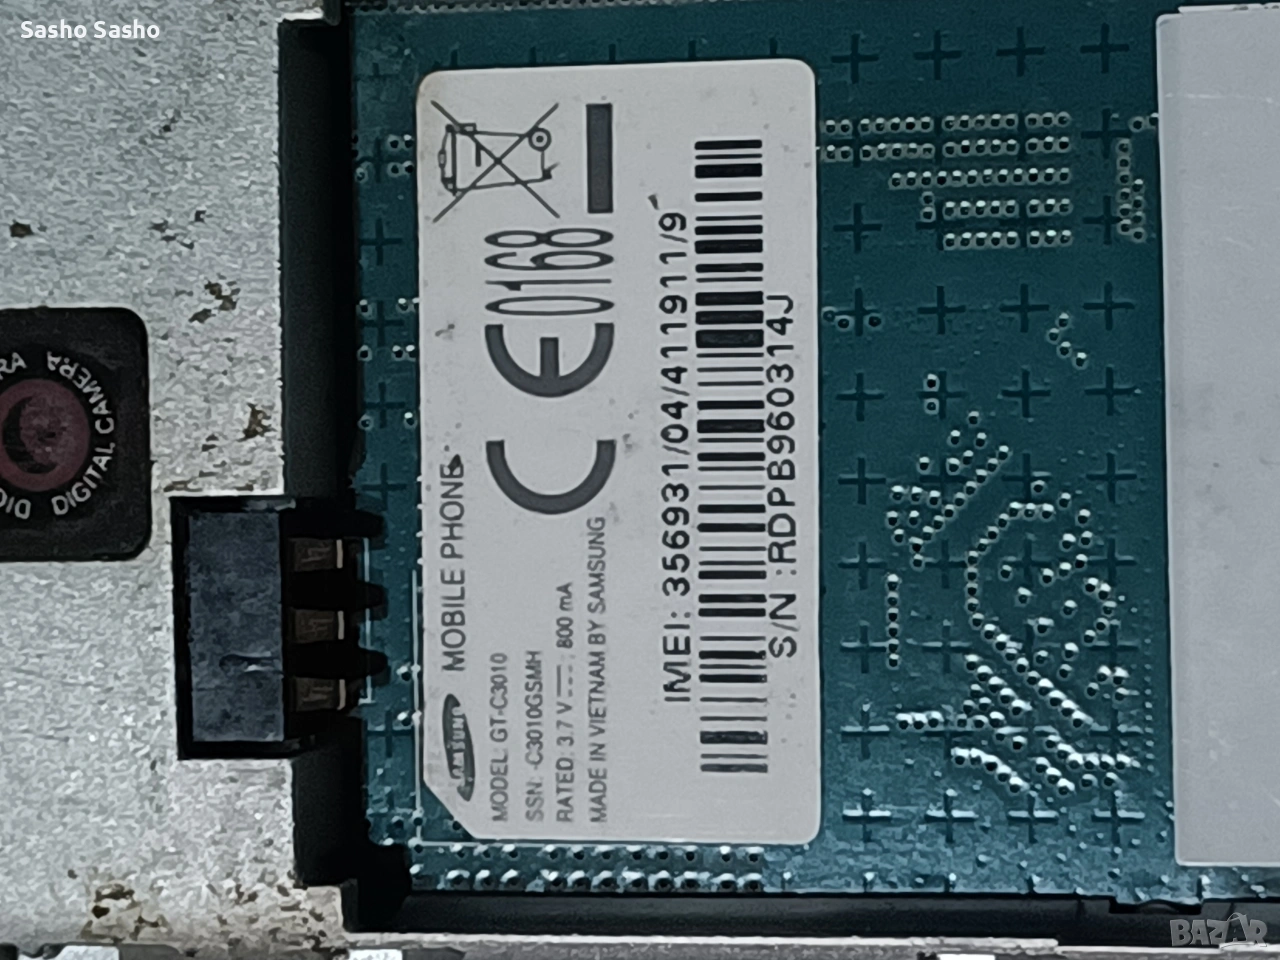 Sasho Sasho
DIGITAL CAMERA
SAMSUNG MOBILE PHONE
MODEL: GT-C3010
SSN: -C3010GSMH
RATED: 3.7 V ; 800 mA
MADE IN VIETNAM BY SAMSUNG
CE0168
IMEI: 356931/04/411911/9
S/N :RDPB960314J
BAZAR